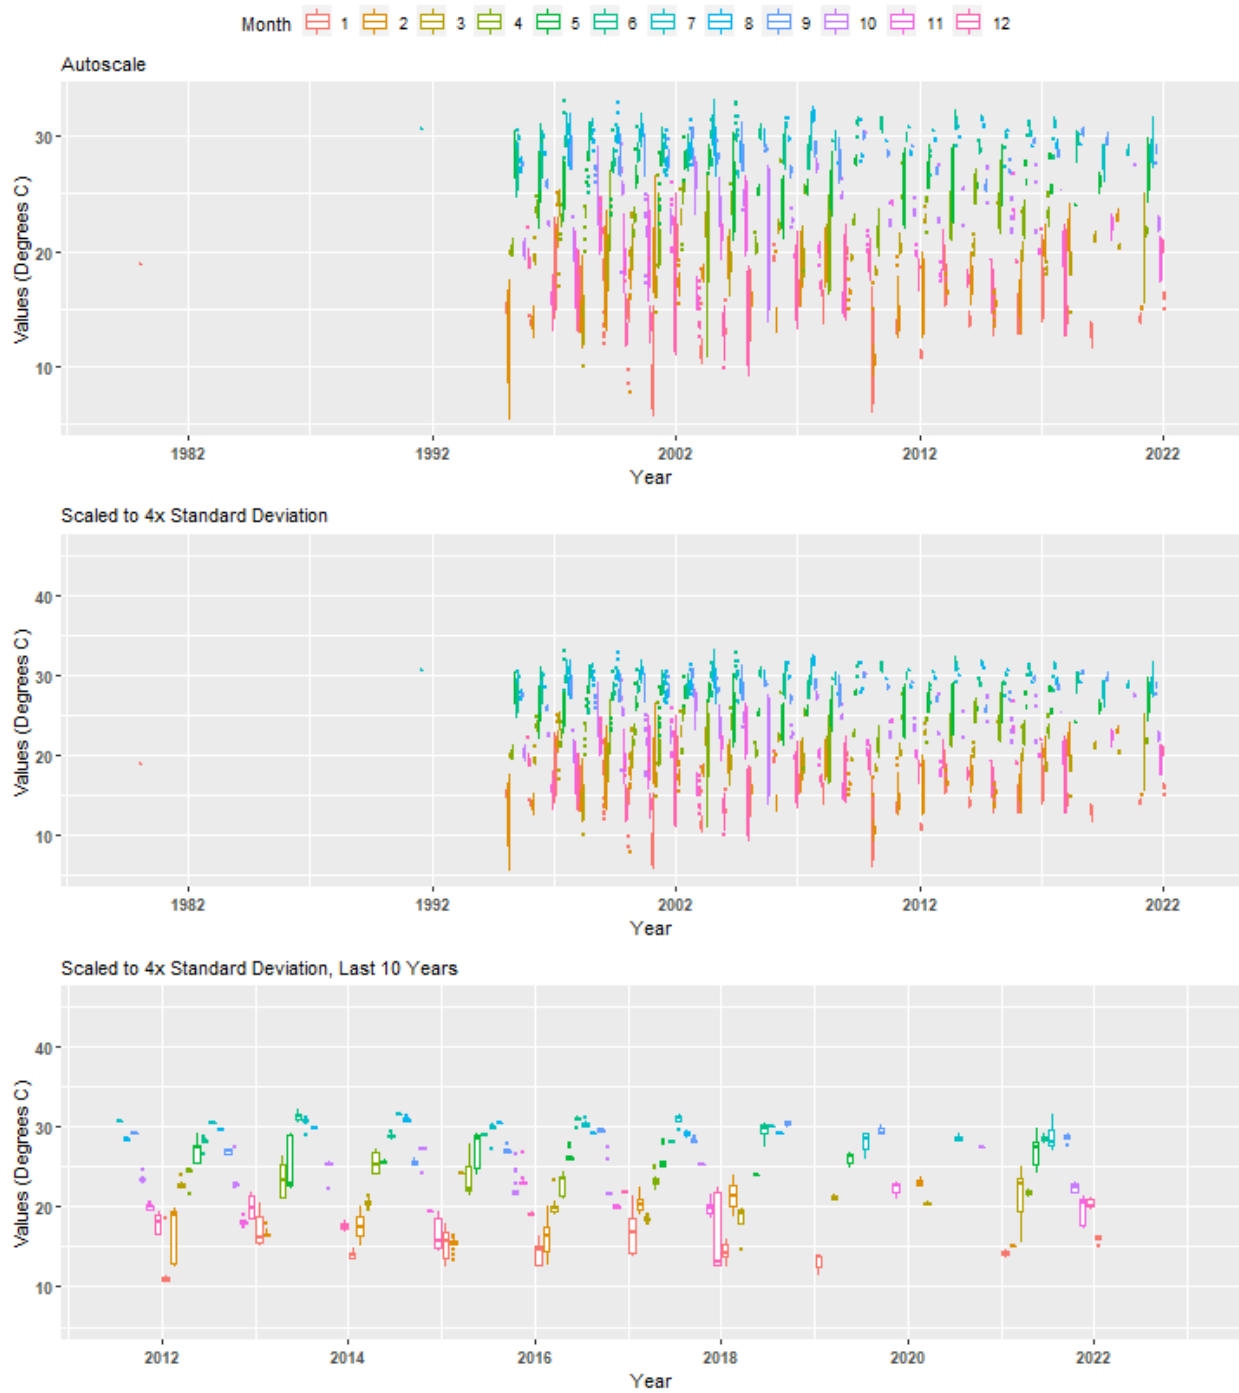 Month 1 2 3 4 5 6 7 8 9 10 11 12
Autoscale
30
20
10
Values (Degrees C)
1982 1992 2002 2012 2022
Year
Scaled to 4x Standard Deviation
40
30
20
10
Values (Degrees C)
1982 1992 2002 2012 2022
Year
Scaled to 4x Standard Deviation, Last 10 Years
40
30
20
10
Values (Degrees C)
2012 2014 2016 2018 2020 2022
Year